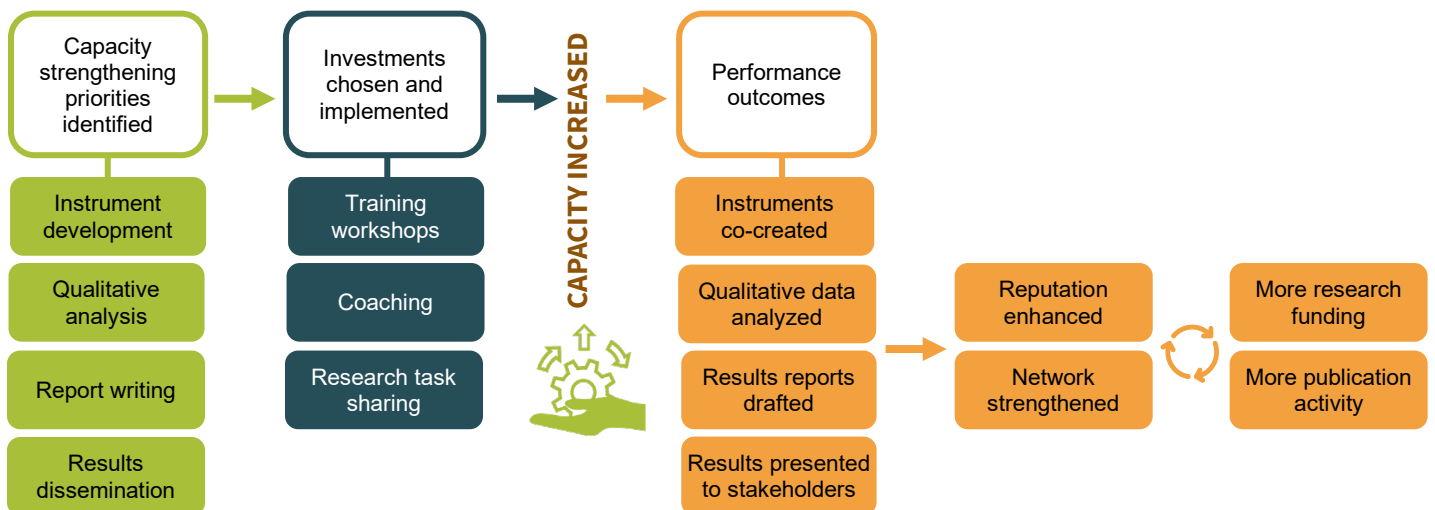 Capacity
strengthening
priorities
identified
Instrument
development
Qualitative
analysis
Report writing
Results
dissemination
Investments
chosen and
implemented
Training
workshops
Coaching
Research task
sharing
CAPACITY INCREASED
Performance
outcomes
Instruments
co-created
Qualitative data
analyzed
Results reports
drafted
Results presented
to stakeholders
Reputation
enhanced
Network
strengthened
More research
funding
More publication
activity